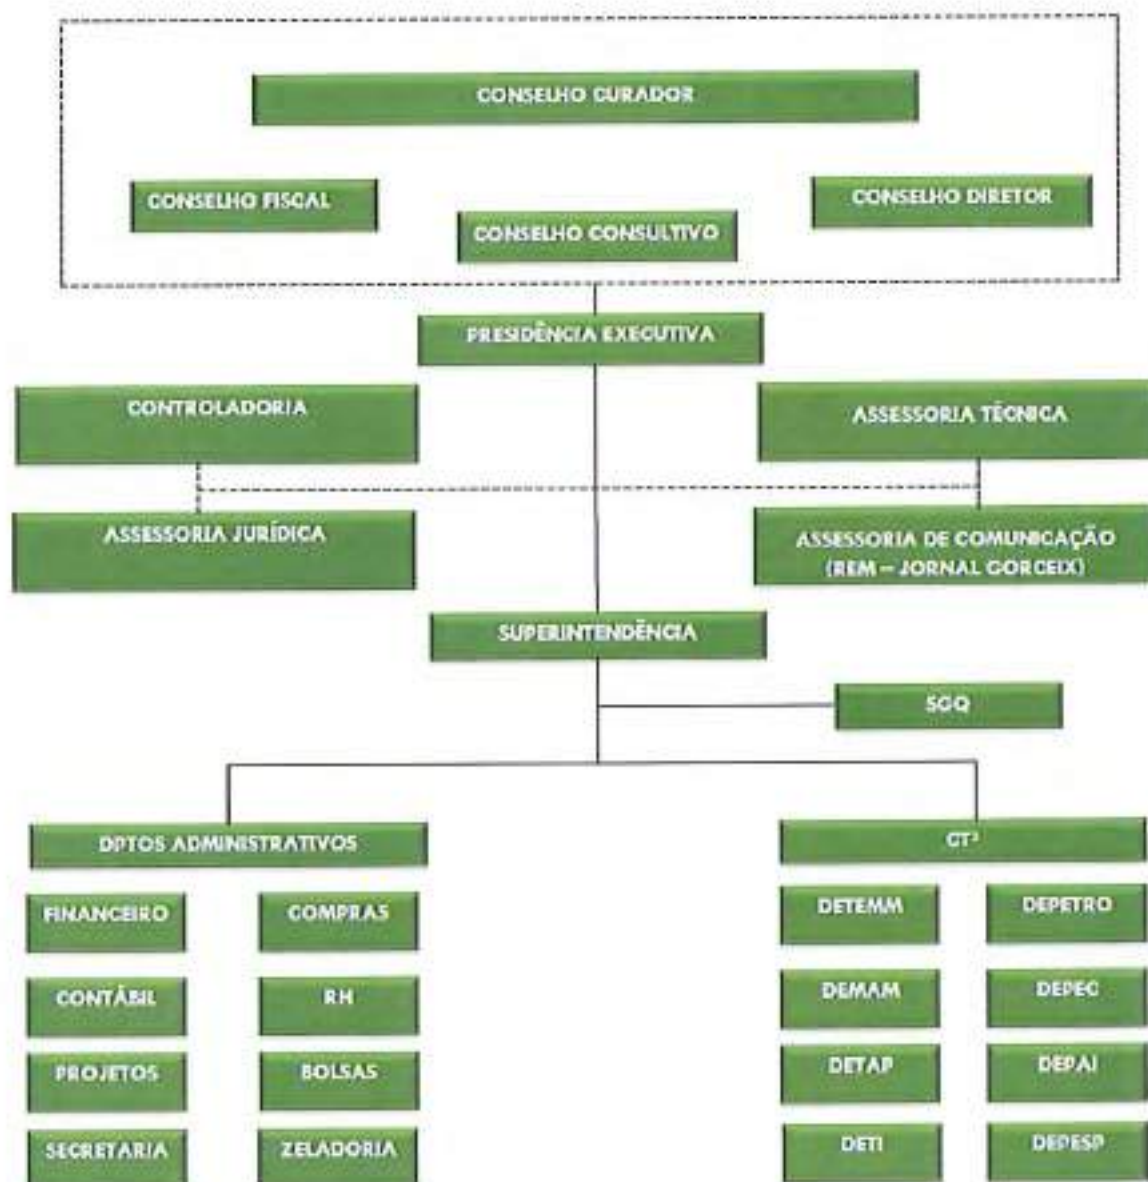 CONSELHO CURADOR
CONSELHO FISCAL
CONSELHO DIRETOR
CONSELHO CONSULTIVO
PRESIDÊNCIA EXECUTIVA
CONTROLADORIA
ASSESSORIA TÉCNICA
ASSESSORIA JURÍDICA
ASSESSORIA DE COMUNICAÇÃO
(REM – JORNAL GORCEIX)
SUPERINTENDÊNCIA
SGQ
DPTOS ADMINISTRATIVOS
GT³
FINANCEIRO
COMPRAS
DETEMM
DEPETRO
CONTÁBIL
RH
DEMAM
DEPEC
PROJETOS
BOLSAS
DETAP
DEPAI
SECRETARIA
ZELADORIA
DETI
DEPESP